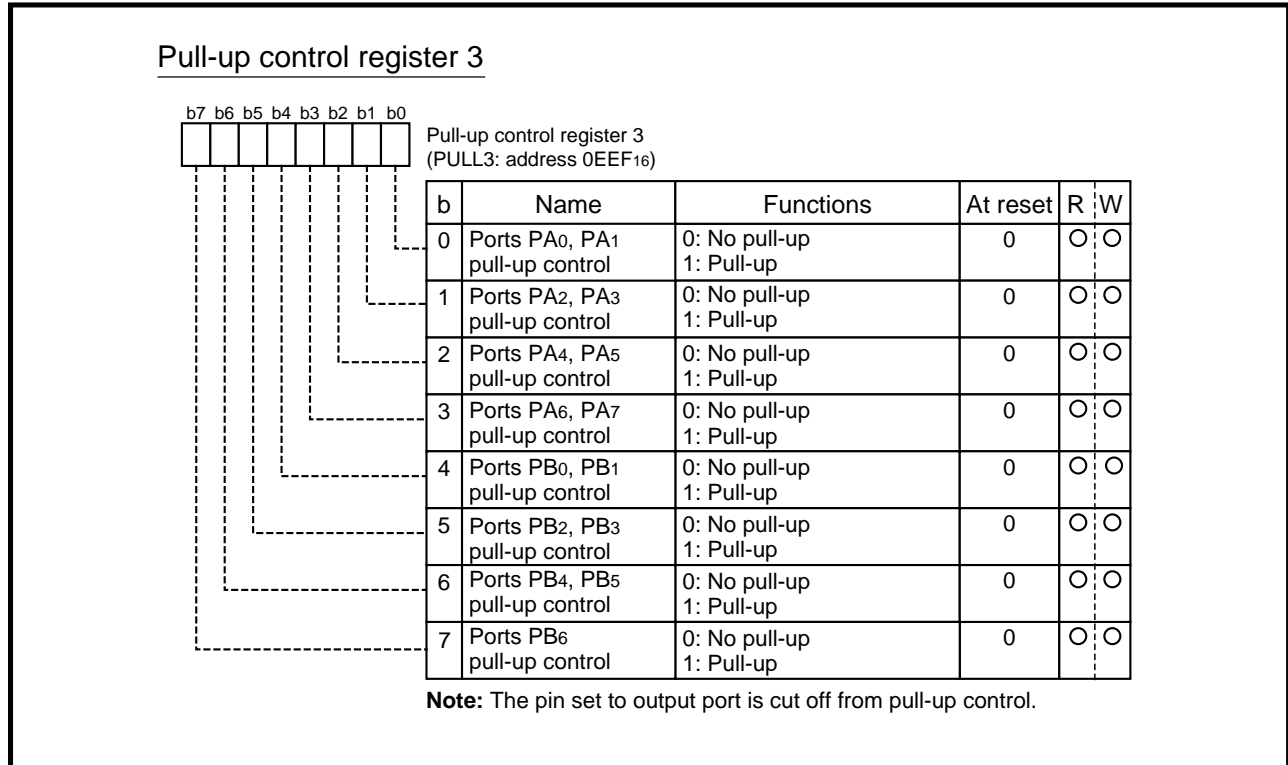 Pull-up control register 3
b7 b6 b5 b4 b3 b2 b1 b0
Pull-up control register 3
(PULL3: address 0EEF16)
b Name Functions At reset R W
0 Ports PA0, PA1 0: No pull-up 0 O O
pull-up control 1: Pull-up
1 Ports PA2, PA3 0: No pull-up 0 O O
pull-up control 1: Pull-up
2 Ports PA4, PA5 0: No pull-up 0 O O
pull-up control 1: Pull-up
3 Ports PA6, PA7 0: No pull-up 0 O O
pull-up control 1: Pull-up
4 Ports PB0, PB1 0: No pull-up 0 O O
pull-up control 1: Pull-up
5 Ports PB2, PB3 0: No pull-up 0 O O
pull-up control 1: Pull-up
6 Ports PB4, PB5 0: No pull-up 0 O O
pull-up control 1: Pull-up
7 Ports PB6 0: No pull-up 0 O O
pull-up control 1: Pull-up
Note: The pin set to output port is cut off from pull-up control.